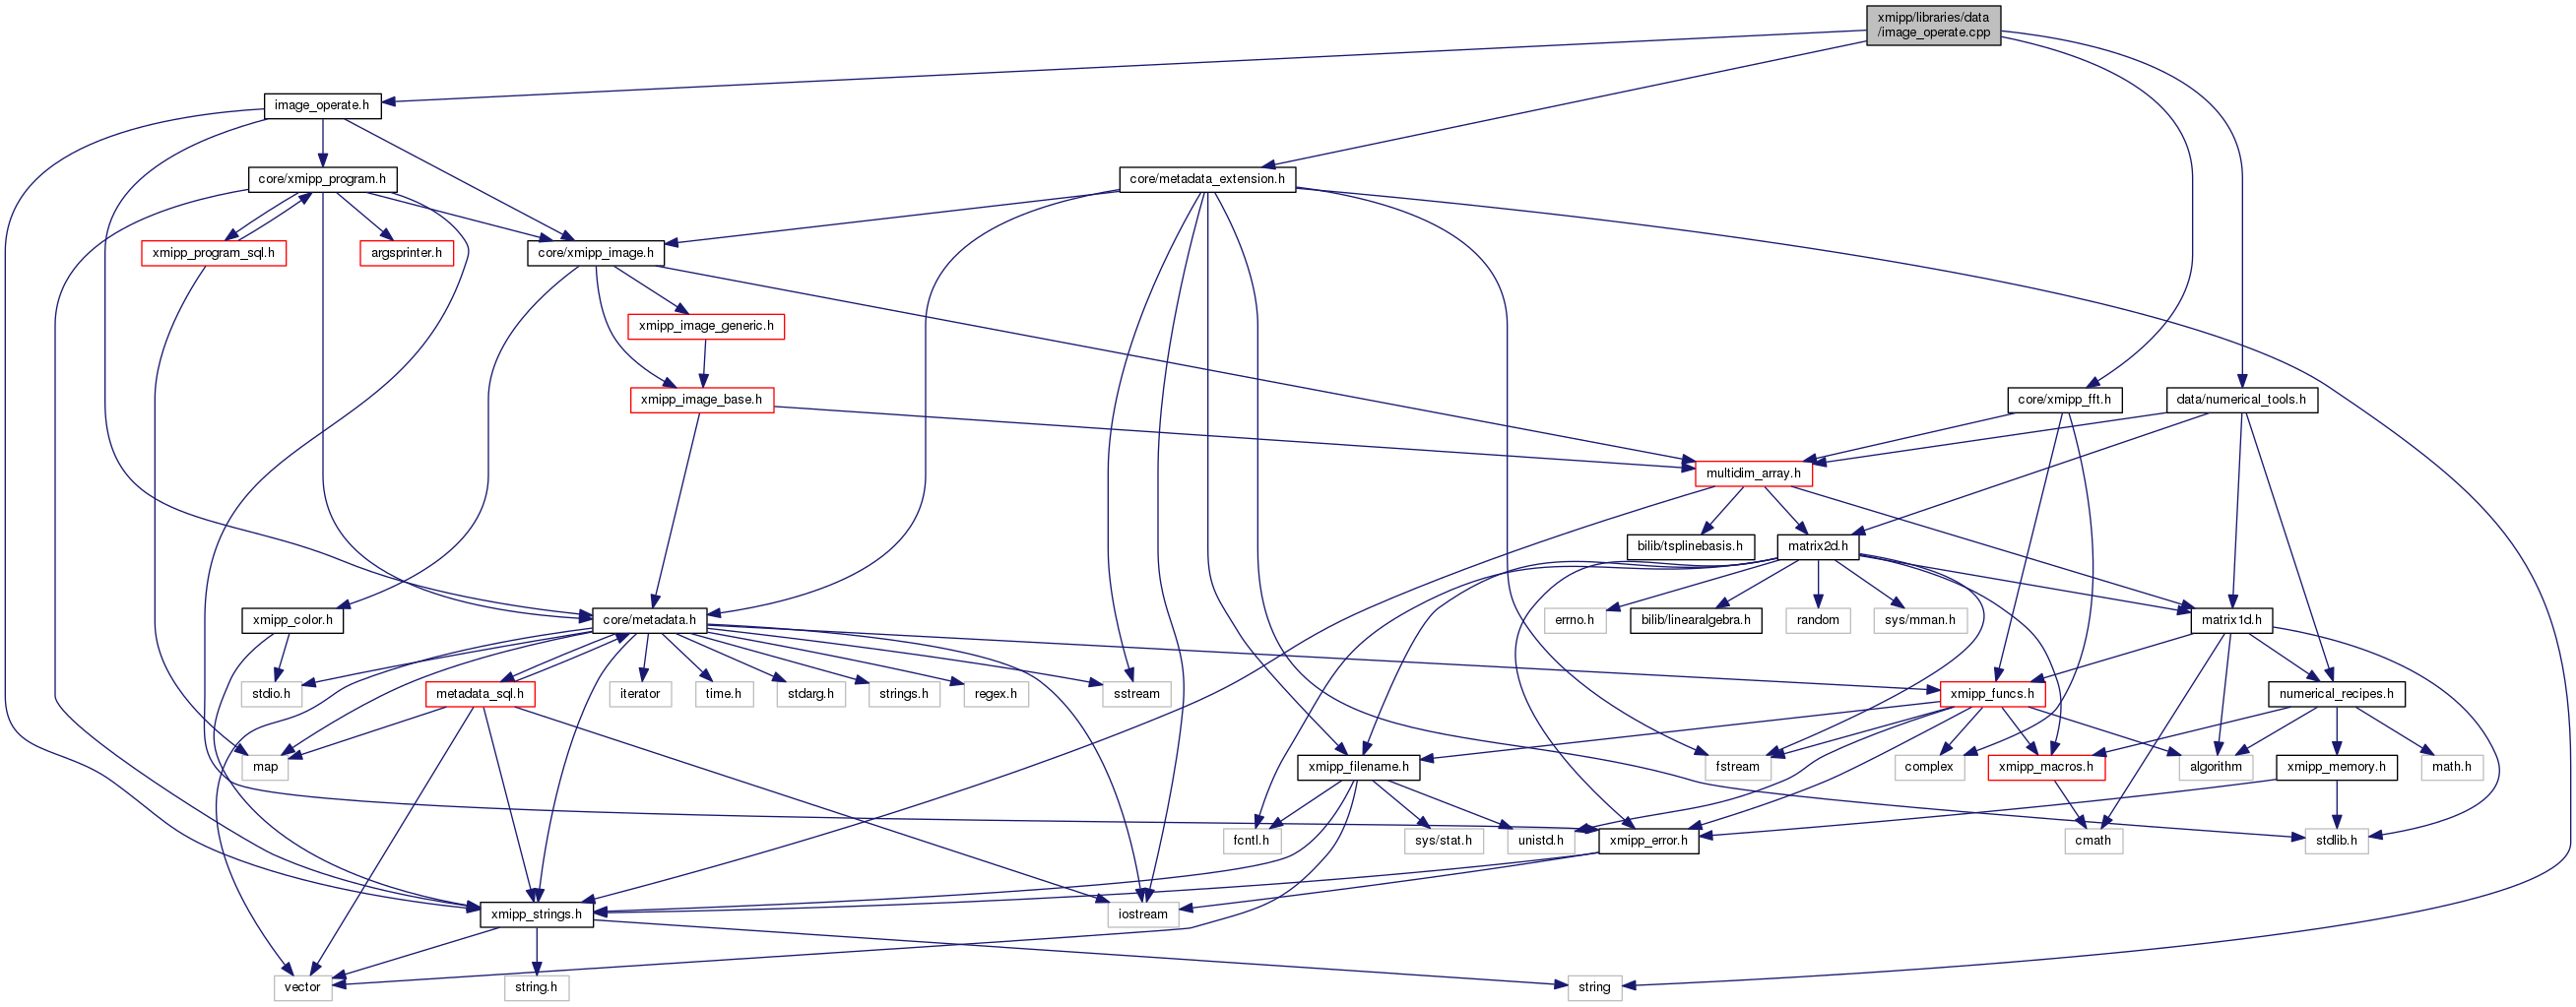 xmipp/libraries/data
/image_operate.cpp
image_operate.h
core/xmipp_program.h
core/metadata_extension.h
xmipp_program_sql.h
argsprinter.h
core/xmipp_image.h
xmipp_image_generic.h
xmipp_image_base.h
core/xmipp_fft.h
data/numerical_tools.h
multidim_array.h
bilib/tsplinebasis.h
matrix2d.h
xmipp_color.h
core/metadata.h
errno.h
bilib/linearalgebra.h
random
sys/mman.h
matrix1d.h
stdio.h
metadata_sql.h
iterator
time.h
stdarg.h
strings.h
regex.h
sstream
xmipp_funcs.h
numerical_recipes.h
map
xmipp_filename.h
fstream
complex
xmipp_macros.h
algorithm
xmipp_memory.h
math.h
fcntl.h
sys/stat.h
unistd.h
xmipp_error.h
cmath
stdlib.h
xmipp_strings.h
iostream
vector
string.h
string